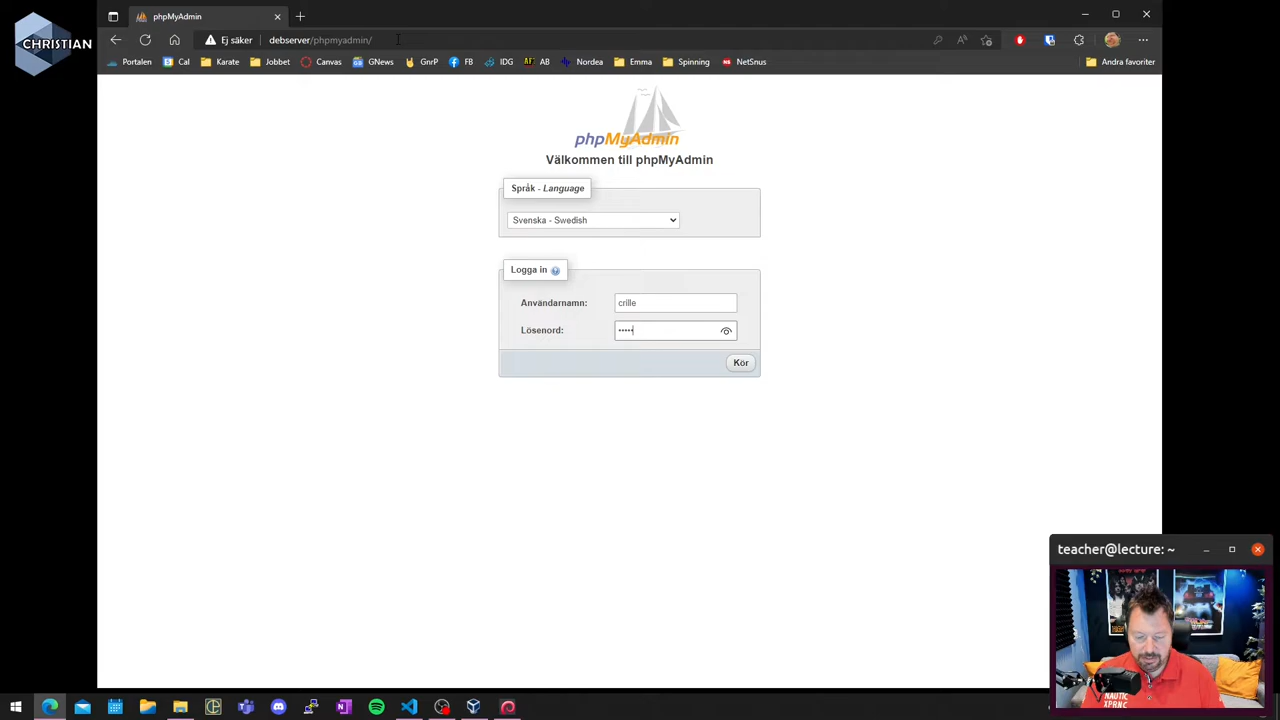 CHRISTIAN
phpMyAdmin
Ej säker
debserver/phpmyadmin/
Portalen
Cal
Karate
Jobbet
Canvas
GNews
GnrP
FB
IDG
AB
Nordea
Emma
Spinning
NetSnus
Andra favoriter
phpMyAdmin
Välkommen till phpMyAdmin
Språk - Language
Svenska - Swedish
Logga in
Användarnamn: crille
Lösenord: •••••
Kör
teacher@lecture: ~
NAUTIC
XPRNC